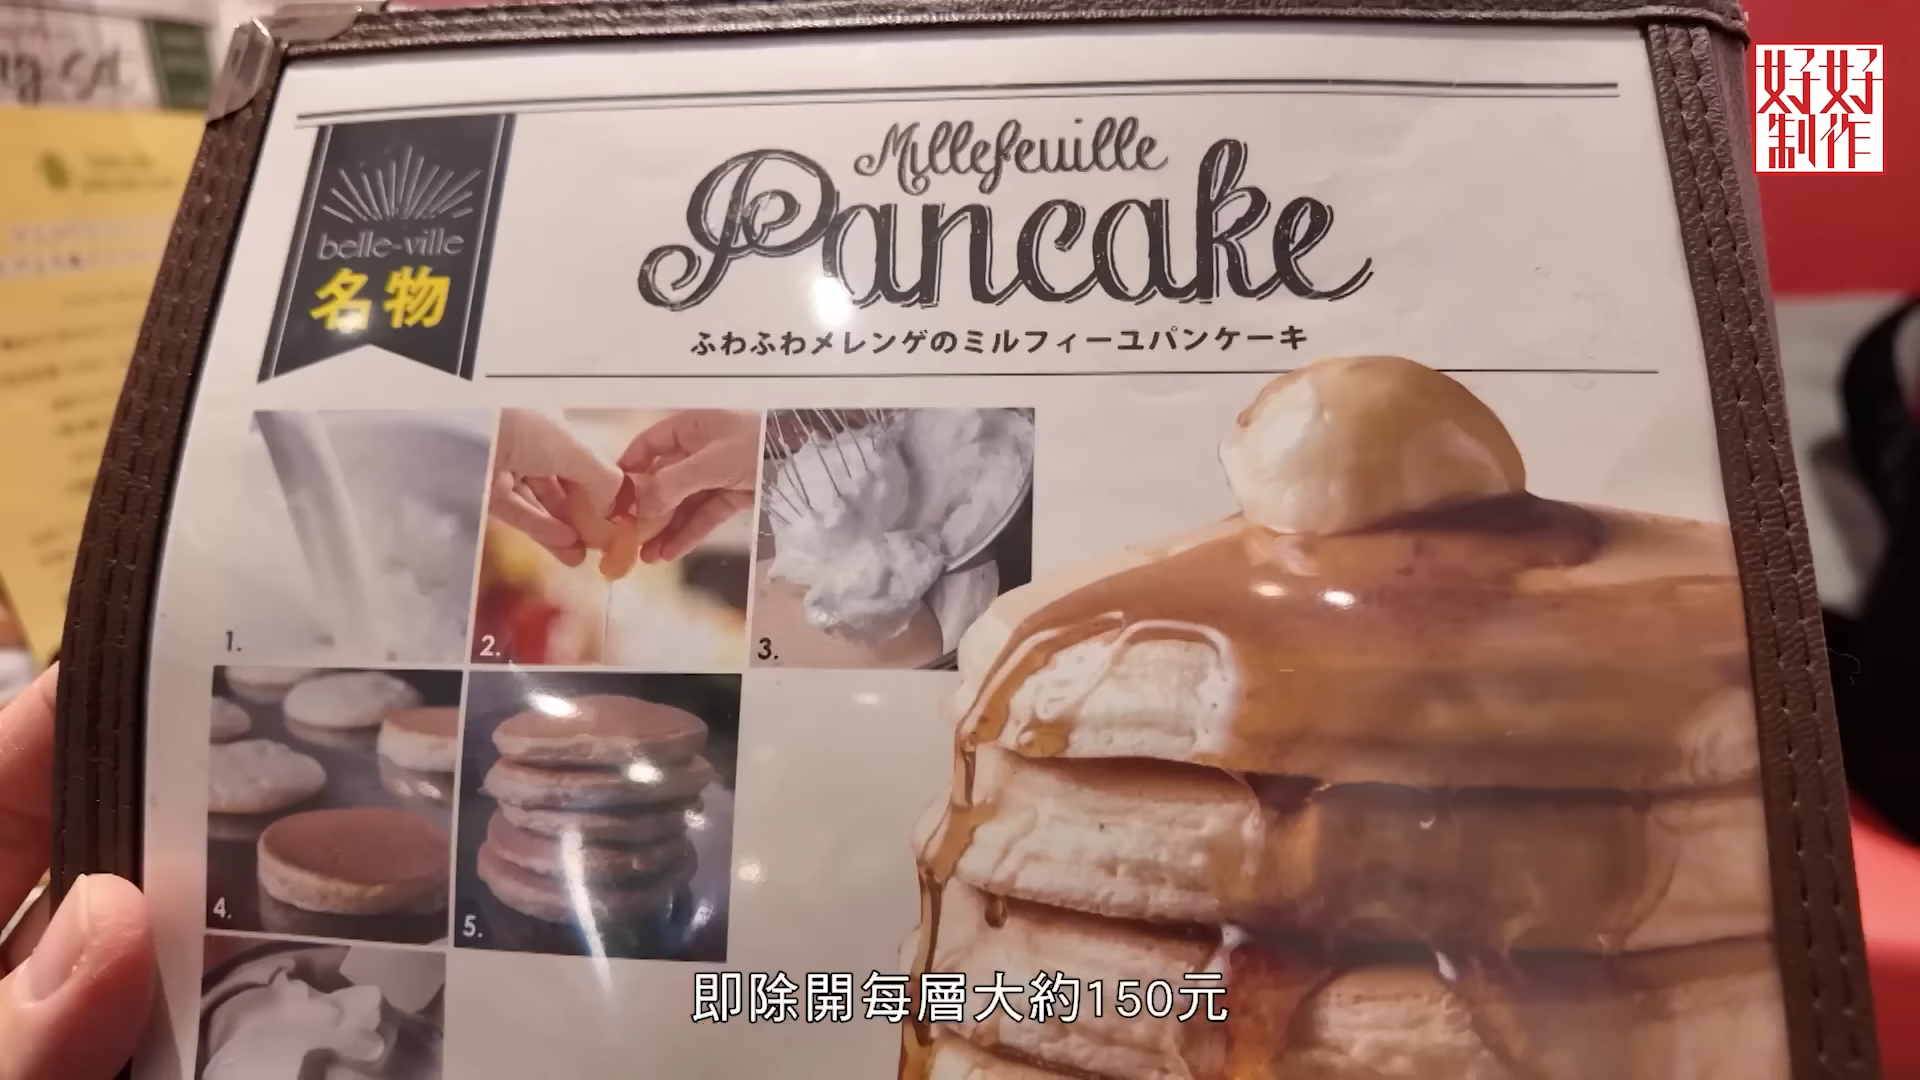 好好
制作
Millefeuille
Pancake
belle-ville
名物
ふわふわメレンゲのミルフィーユパンケーキ
1.
2.
3.
4.
5.
即除開每層大約150元